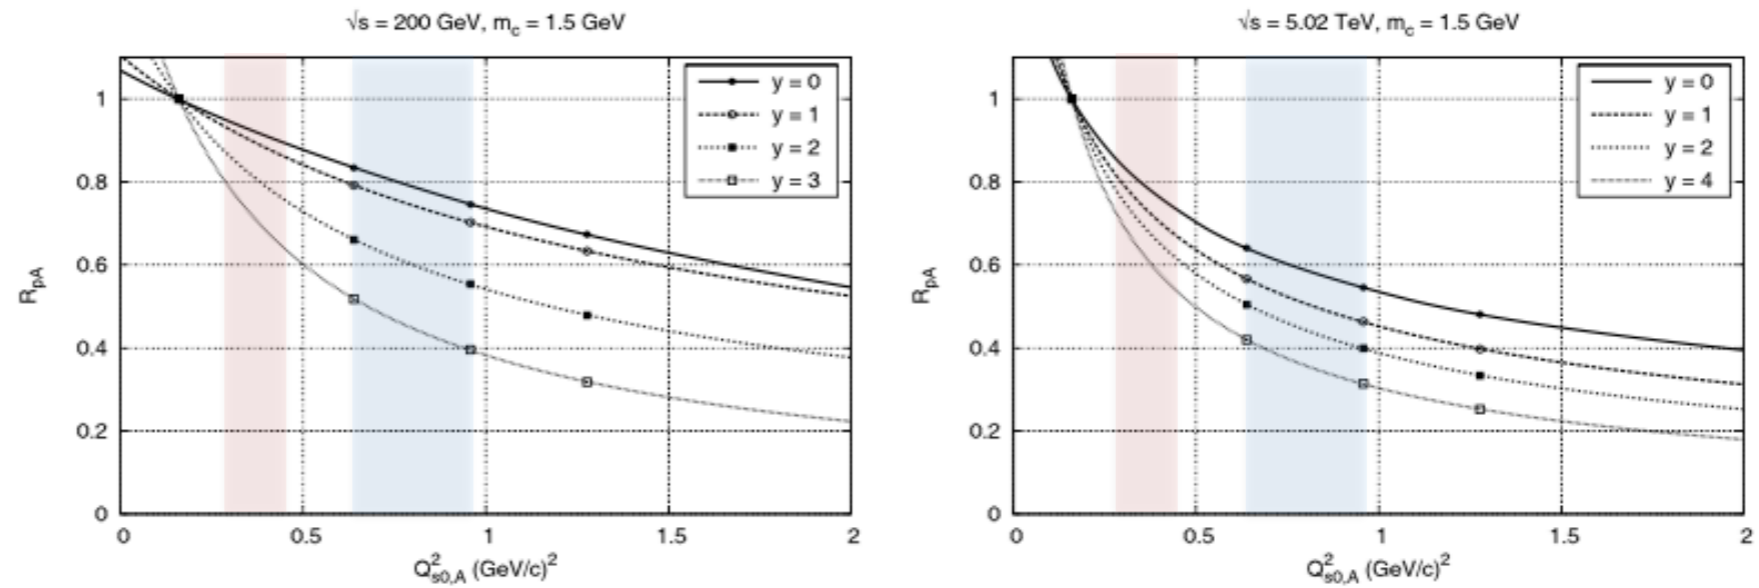 √s = 200 GeV, m_c = 1.5 GeV
R_pA
1
0.8
0.6
0.4
0.2
0
y = 0
y = 1
y = 2
y = 3
0 0.5 1 1.5 2
Q²_s0,A (GeV/c)²
√s = 5.02 TeV, m_c = 1.5 GeV
R_pA
1
0.8
0.6
0.4
0.2
0
y = 0
y = 1
y = 2
y = 4
0 0.5 1 1.5 2
Q²_s0,A (GeV/c)²